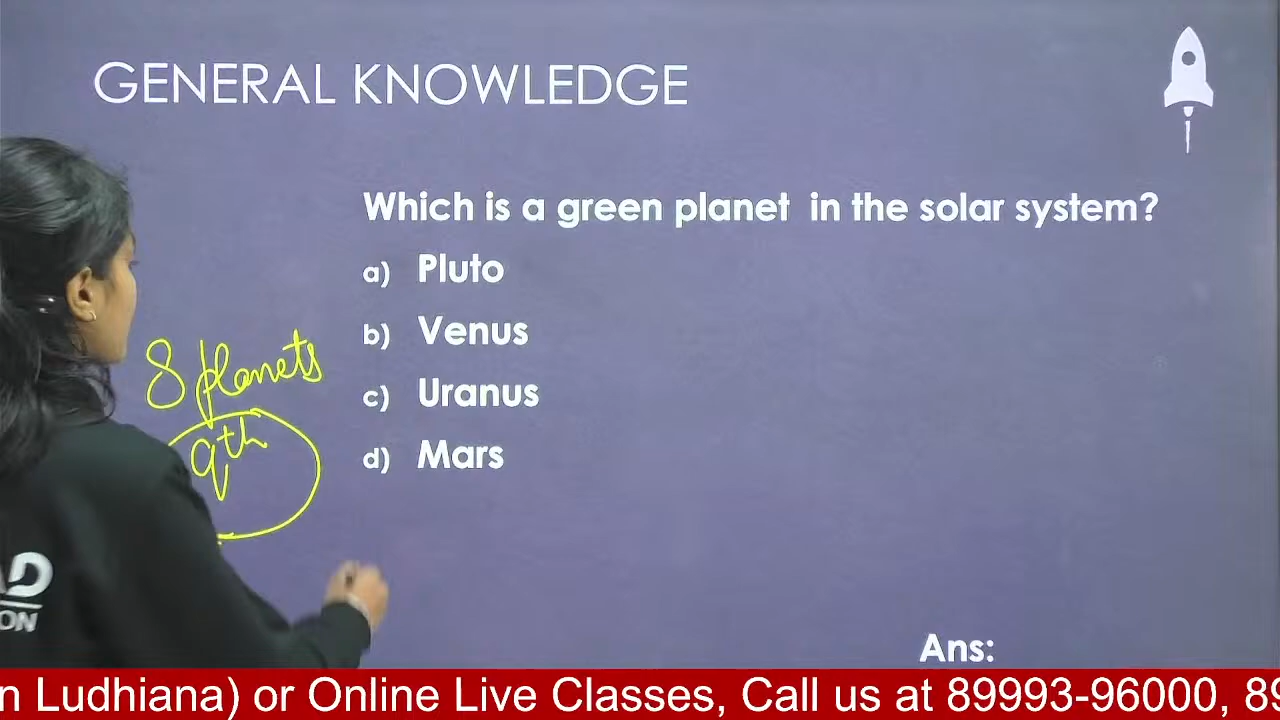 GENERAL KNOWLEDGE
Which is a green planet in the solar system?
a) Pluto
b) Venus
c) Uranus
d) Mars
8 planets
9th
Ans:
n Ludhiana) or Online Live Classes, Call us at 89993-96000, 89